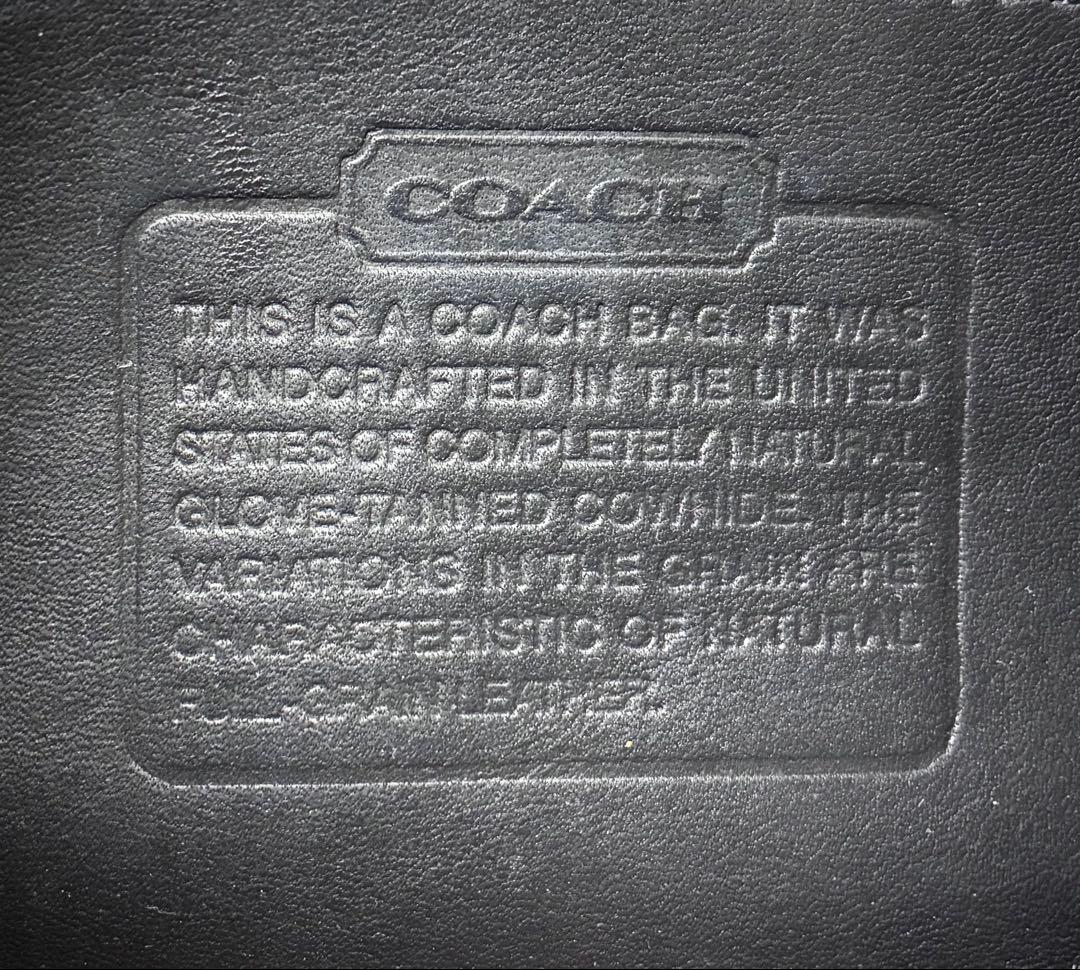 COACH
THIS IS A COACH BAG. IT WAS
HANDCRAFTED IN THE UNITED
STATES OF COMPLETELY NATURAL
GLOVE-TANNED COWHIDE. THE
VARIATIONS IN THE GRAIN ARE
CHARACTERISTIC OF NATURAL
FULL-GRAIN LEATHER.